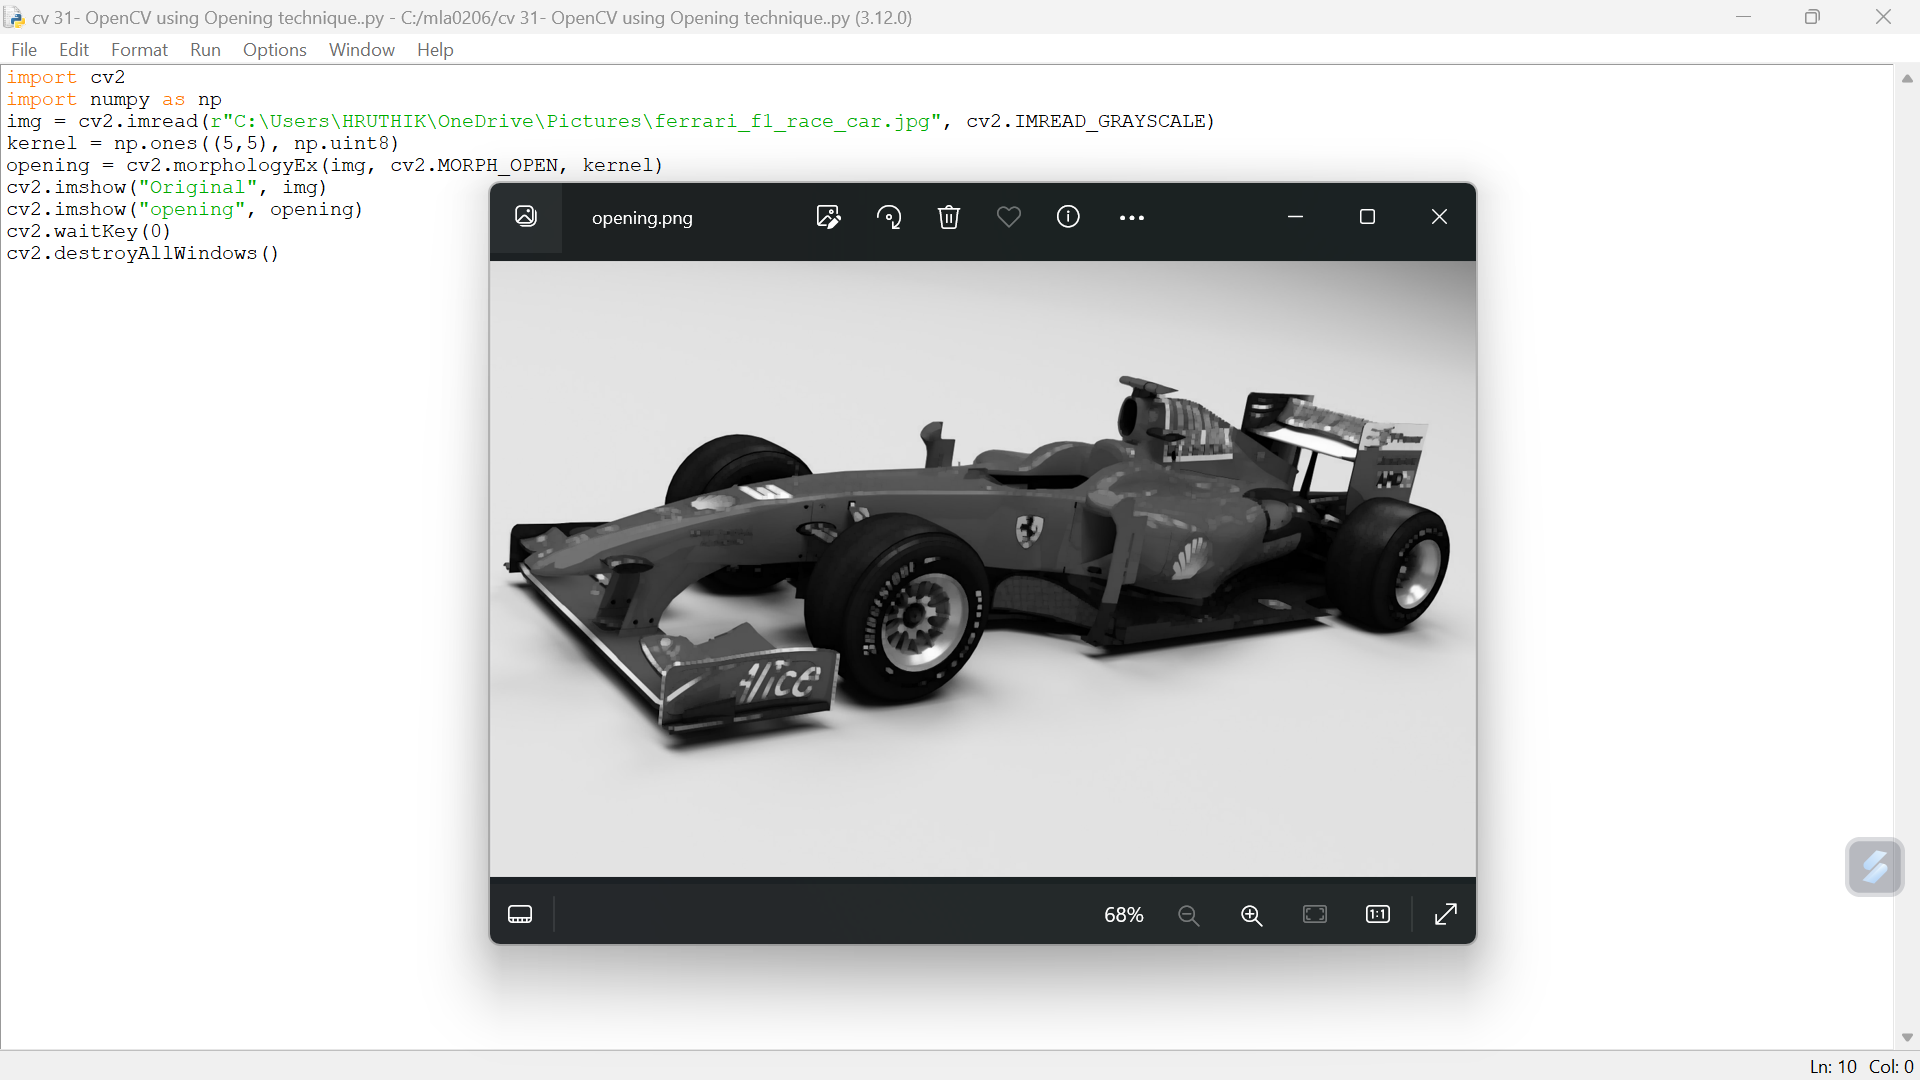 cv 31- OpenCV using Opening technique..py - C:/mla0206/cv 31- OpenCV using Opening technique..py (3.12.0)
File Edit Format Run Options Window Help
import cv2
import numpy as np
img = cv2.imread(r"C:\Users\HRUTHIK\OneDrive\Pictures\ferrari_f1_race_car.jpg", cv2.IMREAD_GRAYSCALE)
kernel = np.ones((5,5), np.uint8)
opening = cv2.morphologyEx(img, cv2.MORPH_OPEN, kernel)
cv2.imshow("Original", img)
cv2.imshow("opening", opening)
cv2.waitKey(0)
cv2.destroyAllWindows()
opening.png
3
Alice
68%
1:1
Ln: 10 Col: 0